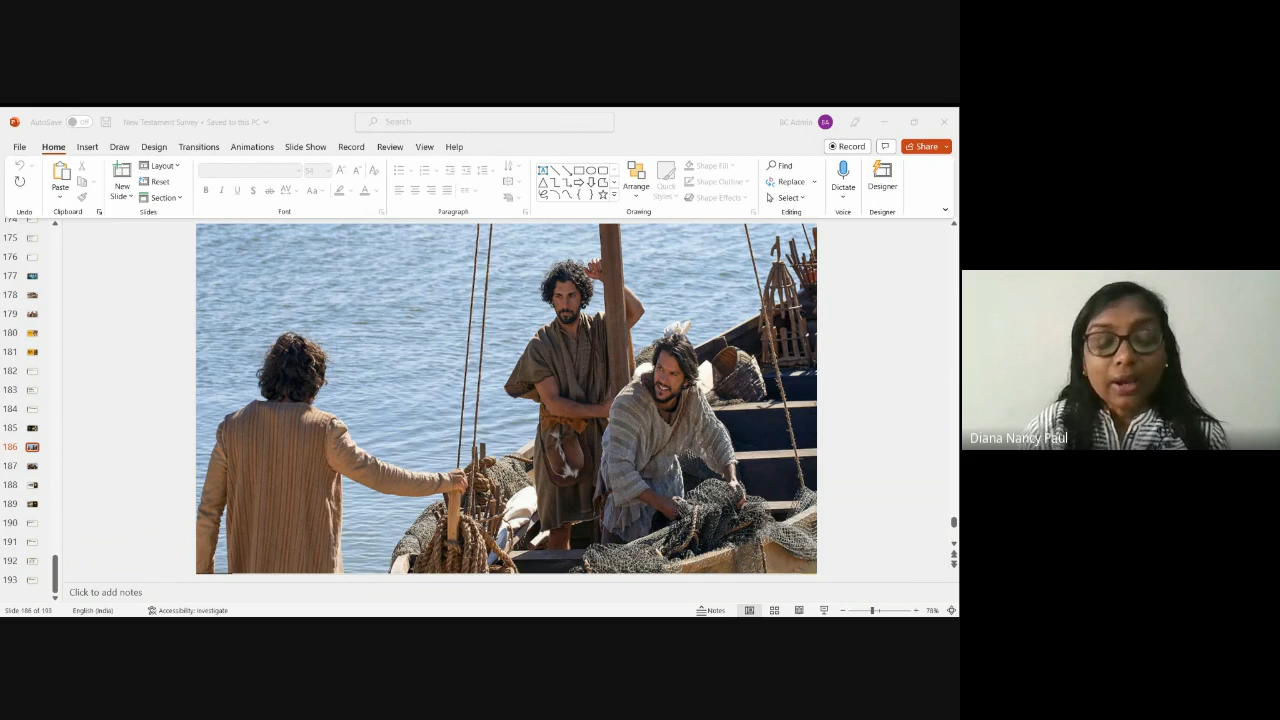 AutoSave Off New Testament Survey • Saved to this PC Search BC Admin BA
File Home Insert Draw Design Transitions Animations Slide Show Record Review View Help Record Share
Paste New Slide Layout Reset Section 54 Shape Fill Shape Outline Shape Effects Arrange Quick Styles Find Replace Select Dictate Designer
Undo Clipboard Slides Font Paragraph Drawing Editing Voice Designer
174
175
176
177
178
179
180
181
182
183
184
185
186
187
188
189
190
191
192
193
Diana Nancy Paul
Click to add notes
Slide 186 of 193 English (India) Accessibility: Investigate Notes 78%